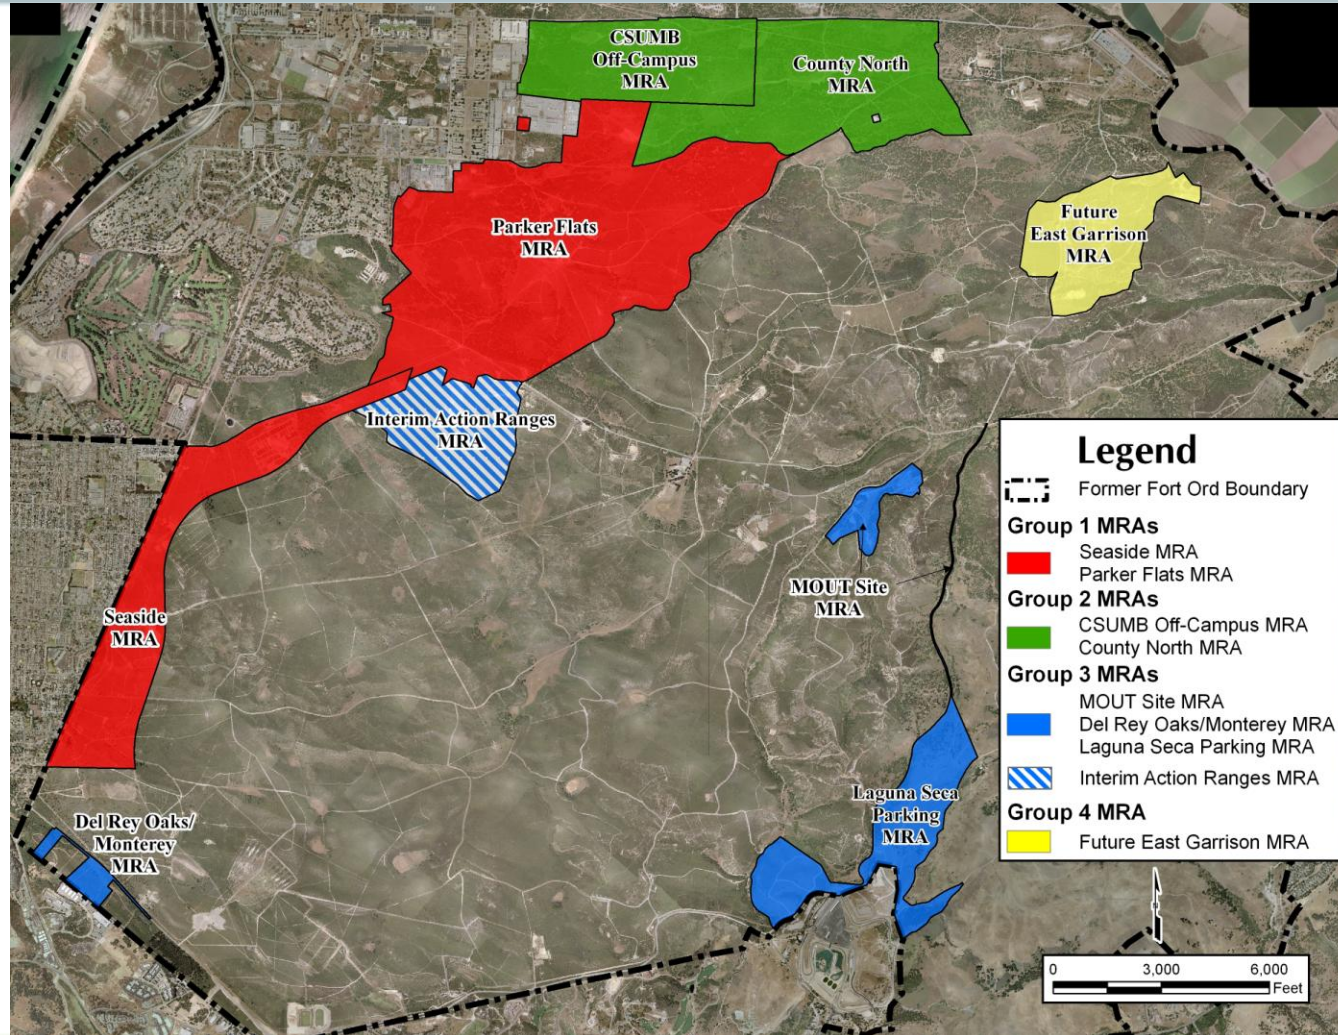 CSUMB
Off-Campus
MRA
County North
MRA
Parker Flats
MRA
Future
East Garrison
MRA
Interim Action Ranges
MRA
Seaside
MRA
MOUT Site
MRA
Del Rey Oaks/
Monterey
MRA
Laguna Seca
Parking
MRA
Legend
Former Fort Ord Boundary
Group 1 MRAs
Seaside MRA
Parker Flats MRA
Group 2 MRAs
CSUMB Off-Campus MRA
County North MRA
Group 3 MRAs
MOUT Site MRA
Del Rey Oaks/Monterey MRA
Laguna Seca Parking MRA
Interim Action Ranges MRA
Group 4 MRA
Future East Garrison MRA
0 3,000 6,000
Feet